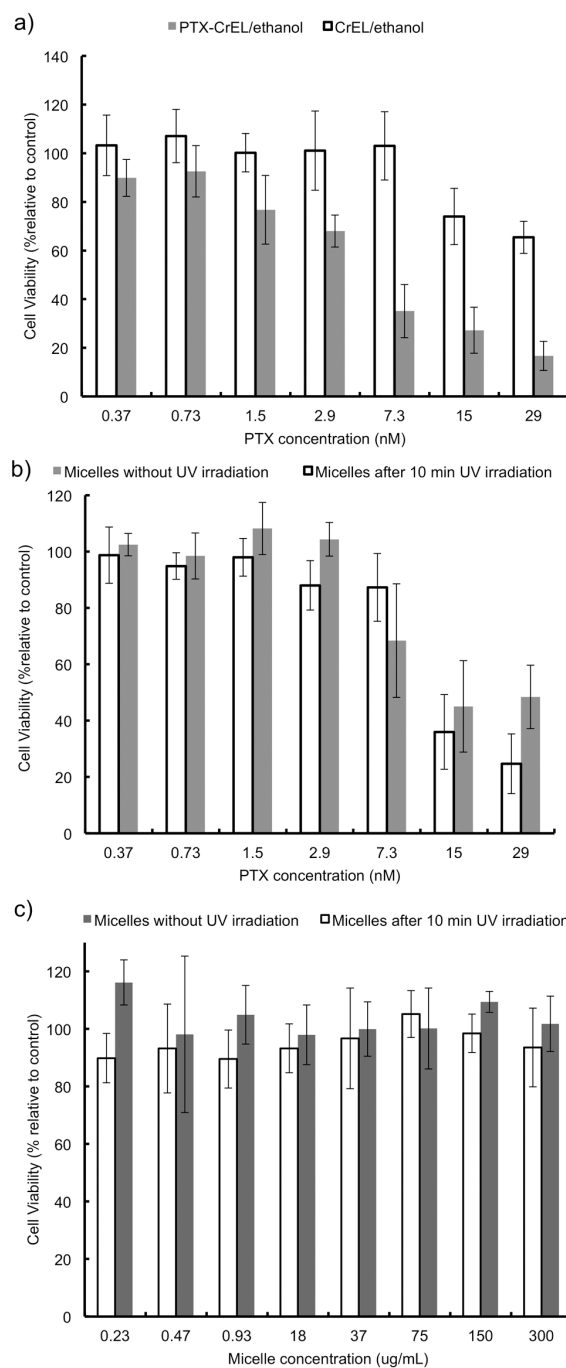 a)
PTX-CrEL/ethanol CrEL/ethanol
140
120
100
80
60
40
20
0
Cell Viability (%relative to control)
0.37 0.73 1.5 2.9 7.3 15 29
PTX concentration (nM)
b)
Micelles without UV irradiation Micelles after 10 min UV irradiation
120
100
80
60
40
20
0
Cell Viability (%relative to control)
0.37 0.73 1.5 2.9 7.3 15 29
PTX concentration (nM)
c)
Micelles without UV irradiation Micelles after 10 min UV irradiation
120
100
80
60
40
20
0
Cell Viability (% relative to control)
0.23 0.47 0.93 18 37 75 150 300
Micelle concentration (ug/mL)